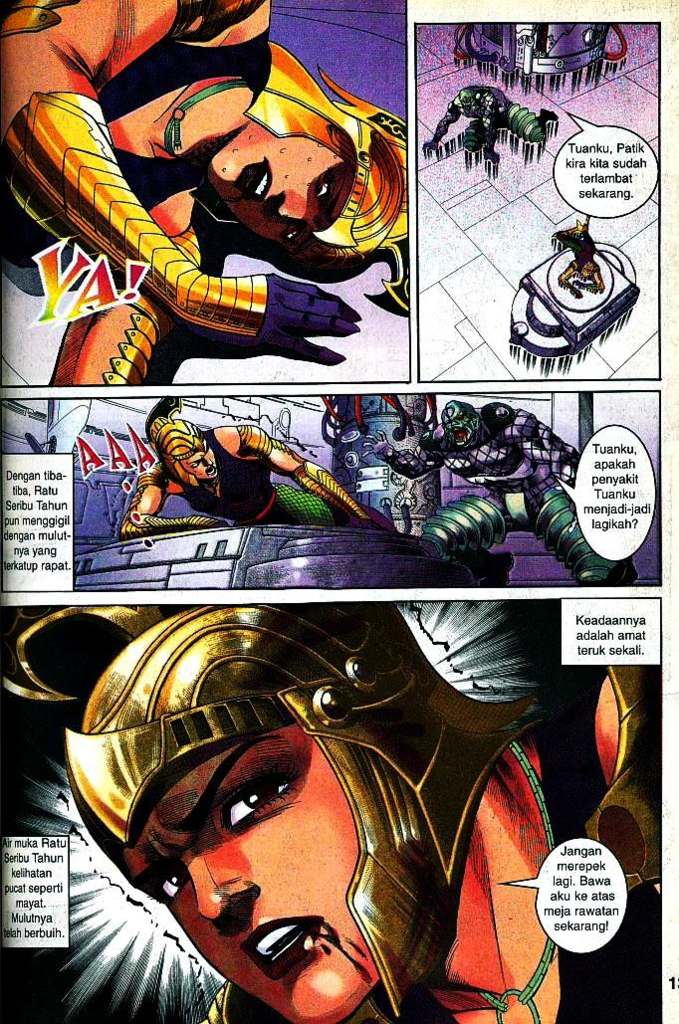 YA!
Tuanku, Patik
kira kita sudah
terlambat
sekarang.
AAA
Dengan tiba-
tiba, Ratu
Seribu Tahun
pun menggigil
dengan mulut-
nya yang
terkatup rapat.
Tuanku,
apakah
penyakit
Tuanku
menjadi-jadi
lagikah?
Keadaannya
adalah amat
teruk sekali.
Air muka Ratu
Seribu Tahun
kelihatan
pucat seperti
mayat.
Mulutnya
telah berbuih.
Jangan
merepek
lagi. Bawa
aku ke atas
meja rawatan
sekarang!